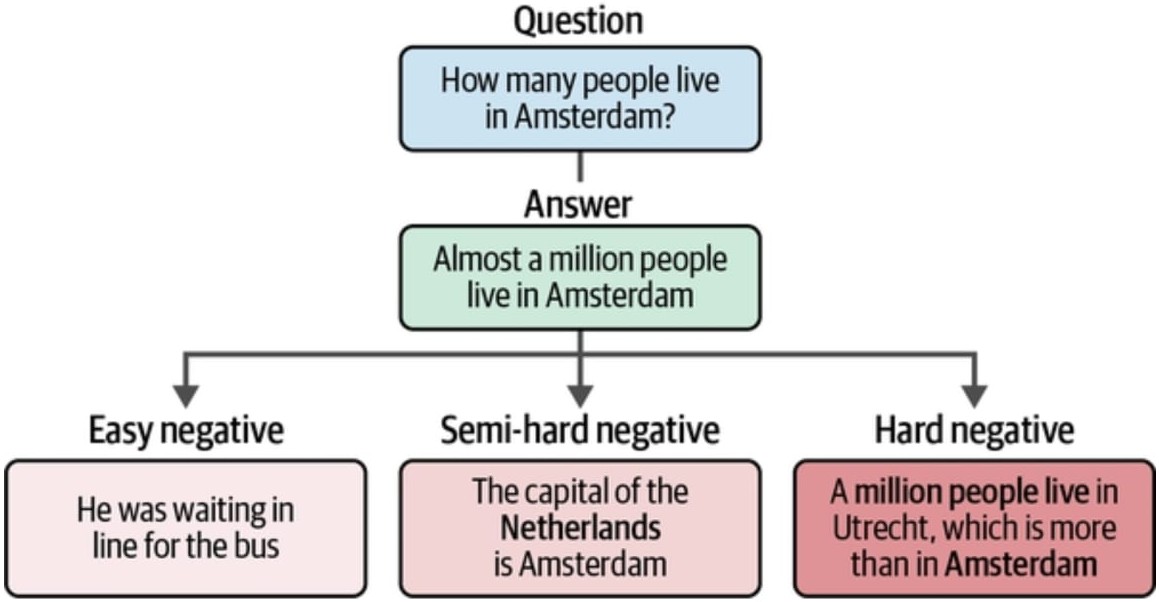 Question
How many people live
in Amsterdam?
Answer
Almost a million people
live in Amsterdam
Easy negative
He was waiting in
line for the bus
Semi-hard negative
The capital of the
Netherlands
is Amsterdam
Hard negative
A million people live in
Utrecht, which is more
than in Amsterdam